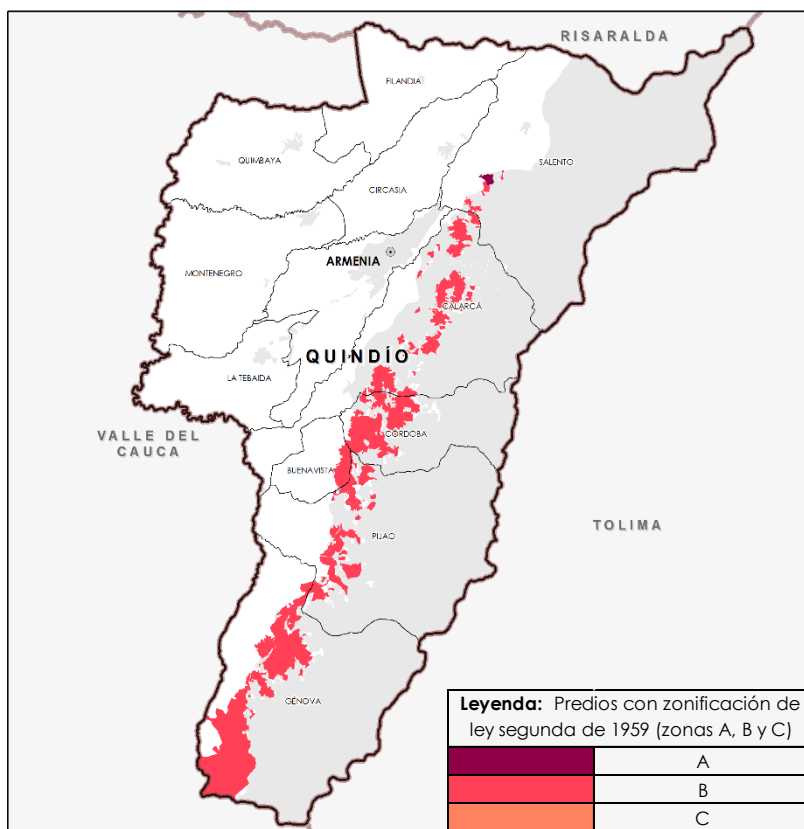 RISARALDA
FILANDIA
QUIMBAYA
SALENTO
CIRCASIA
ARMENIA
MONTENEGRO
CALARCÁ
QUINDÍO
LA TEBAIDA
VALLE DEL
CAUCA
CÓRDOBA
BUENAVISTA
TOLIMA
PIJAO
GÉNOVA
Leyenda: Predios con zonificación de
ley segunda de 1959 (zonas A, B y C)
A
B
C